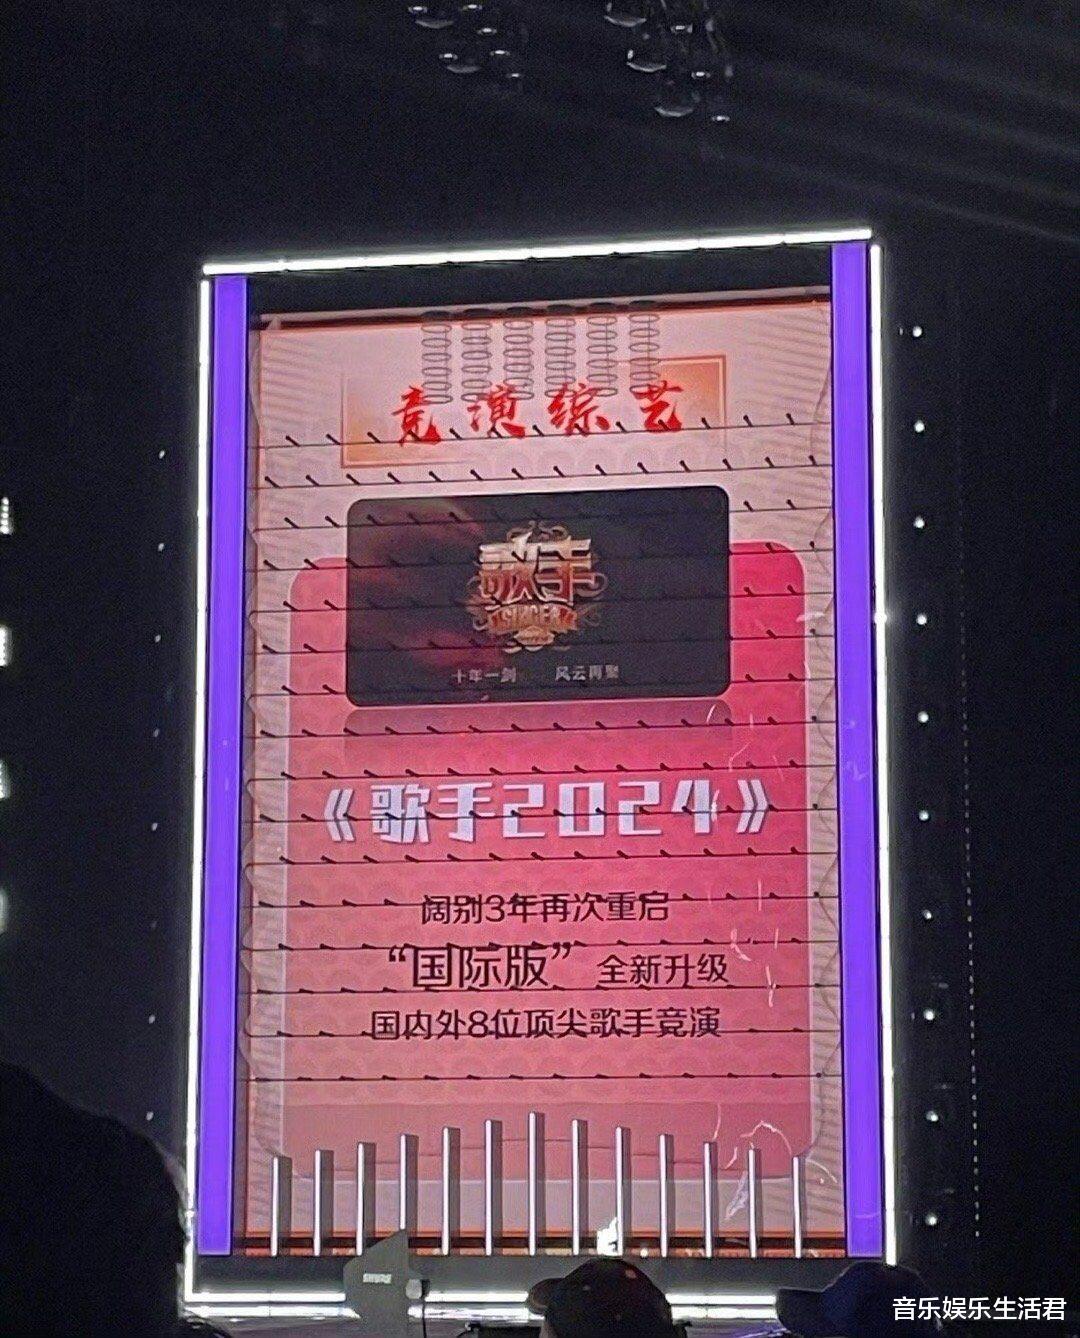 竞演综艺
歌手
SINGER
十年一剑 风云再聚
《歌手2024》
阔别3年再次重启
“国际版” 全新升级
国内外8位顶尖歌手竞演
SHURE
音乐娱乐生活君